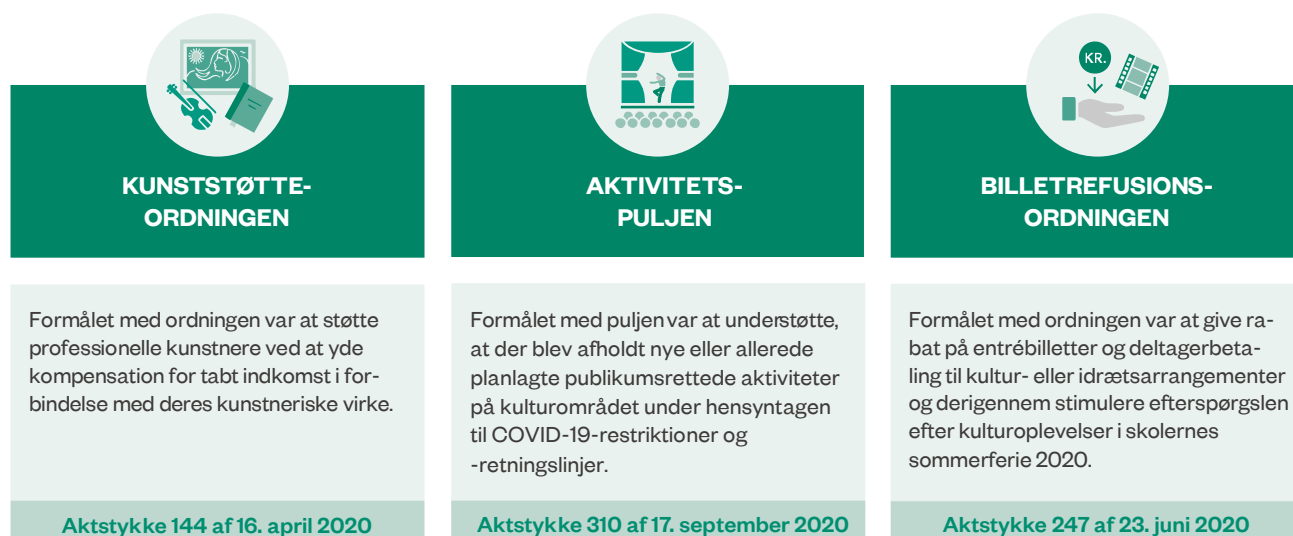 KUNSTSTØTTE-
ORDNINGEN
Formålet med ordningen var at støtte
professionelle kunstnere ved at yde
kompensation for tabt indkomst i for-
bindelse med deres kunstneriske virke.
Aktstykke 144 af 16. april 2020
AKTIVITETS-
PULJEN
Formålet med puljen var at understøtte,
at der blev afholdt nye eller allerede
planlagte publikumsrettede aktiviteter
på kulturområdet under hensyntagen
til COVID-19-restriktioner og
-retningslinjer.
Aktstykke 310 af 17. september 2020
KR.
BILLETREFUSIONS-
ORDNINGEN
Formålet med ordningen var at give ra-
bat på entrébilletter og deltagerbeta-
ling til kultur- eller idrætsarrangementer
og derigennem stimulere efterspørgslen
efter kulturoplevelser i skolernes
sommerferie 2020.
Aktstykke 247 af 23. juni 2020